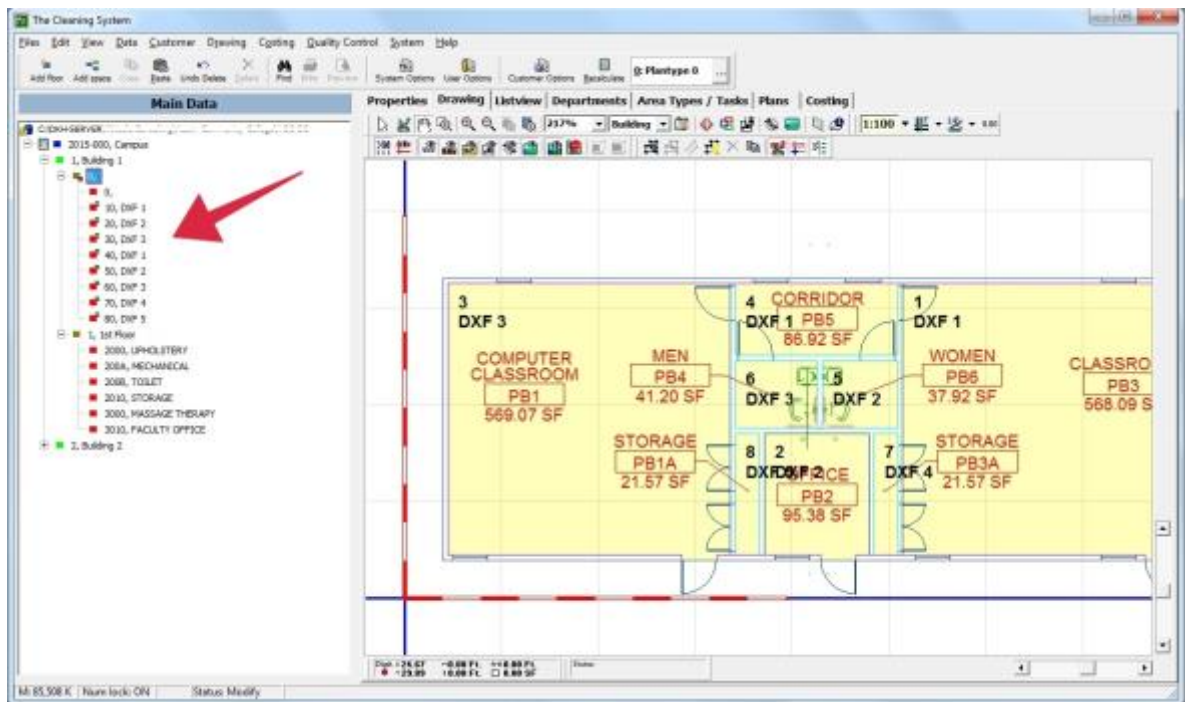 The Cleaning System
Files Edit View Data Customer Drawing Costing Quality Control System Help
Add floor Add space Paste Undo Delete Find Print Preview System Options User Options Customer Options Recalculate 0: Plantype 0 ...
Main Data
Properties Drawing Listview Departments Area Types / Tasks Plans Costing
237% Building 1:100
2015-000, Campus
1, Building 1
0,
10, DXF 1
20, DXF 2
30, DXF 3
40, DXF 1
50, DXF 2
60, DXF 3
70, DXF 4
80, DXF 5
1, 1st Floor
2000, UPHOLSTERY
200A, MECHANICAL
200B, TOILET
2010, STORAGE
3000, MASSAGE THERAPY
3010, FACULTY OFFICE
2, Building 2
3
DXF 3
COMPUTER
CLASSROOM
PB1
569.07 SF
MEN
PB4
41.20 SF
STORAGE
PB1A
21.57 SF
4 CORRIDOR
DXF 1 PB5
86.92 SF
6
DXF 3
5
DXF 2
8
2
DXF 2
PB2
95.38 SF
1
DXF 1
WOMEN
PB6
37.92 SF
7
DXF 4
STORAGE
PB3A
21.57 SF
CLASSRO
PB3
568.09 S
M: 85,508 K Num lock: ON Status: Modify